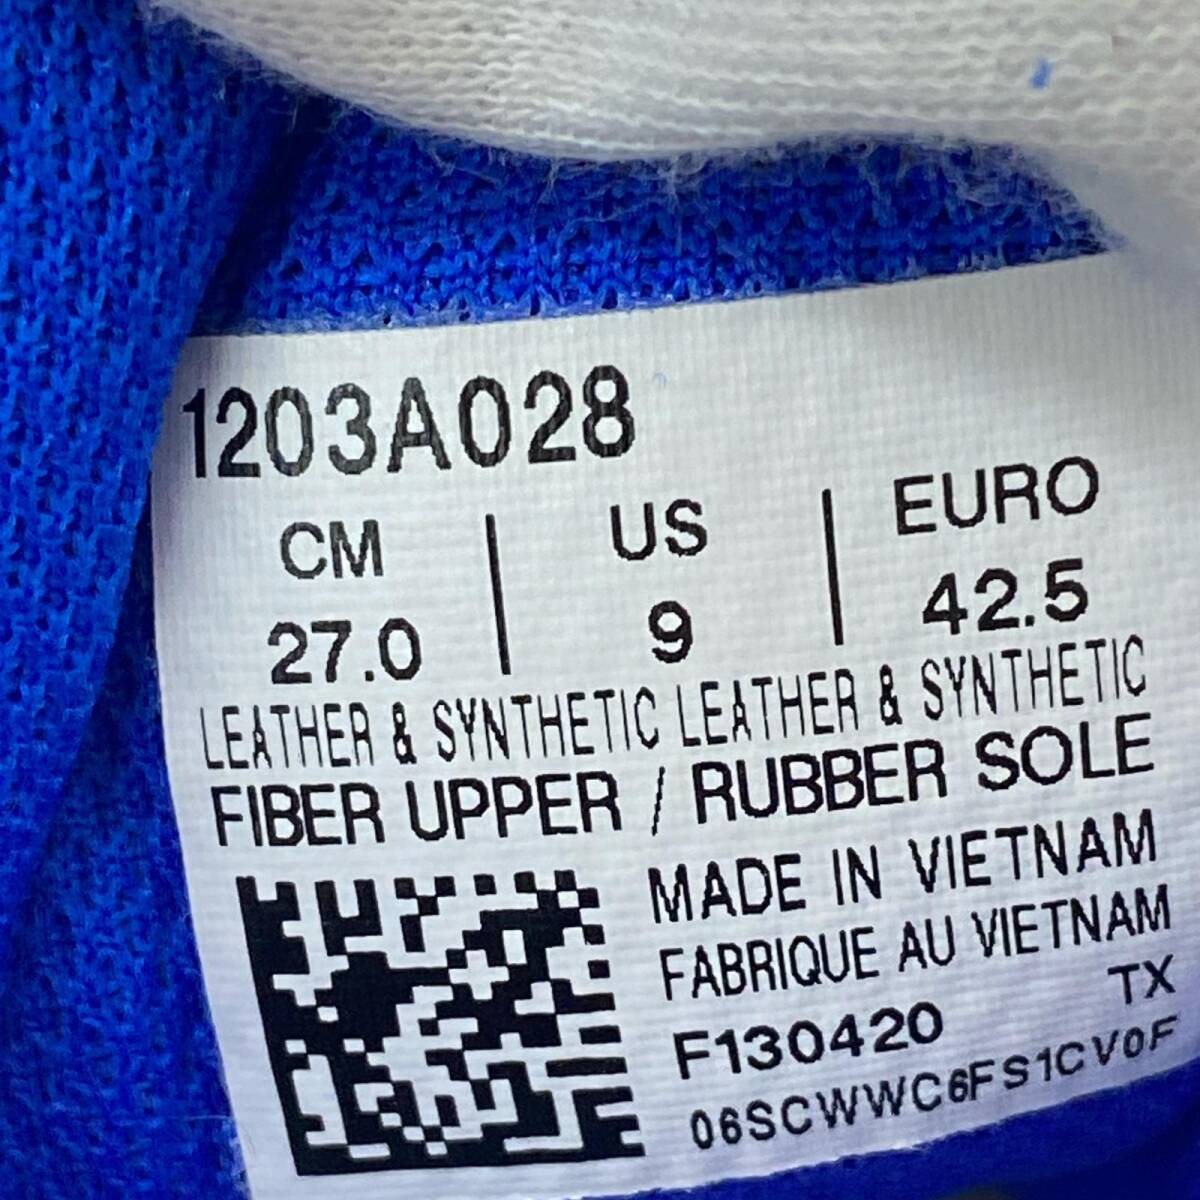 1203A028
CM | US | EURO
27.0 | 9 | 42.5
LEATHER & SYNTHETIC LEATHER & SYNTHETIC
FIBER UPPER / RUBBER SOLE
MADE IN VIETNAM
FABRIQUE AU VIETNAM
TX
F130420
06SCWWC6FS1CV0F